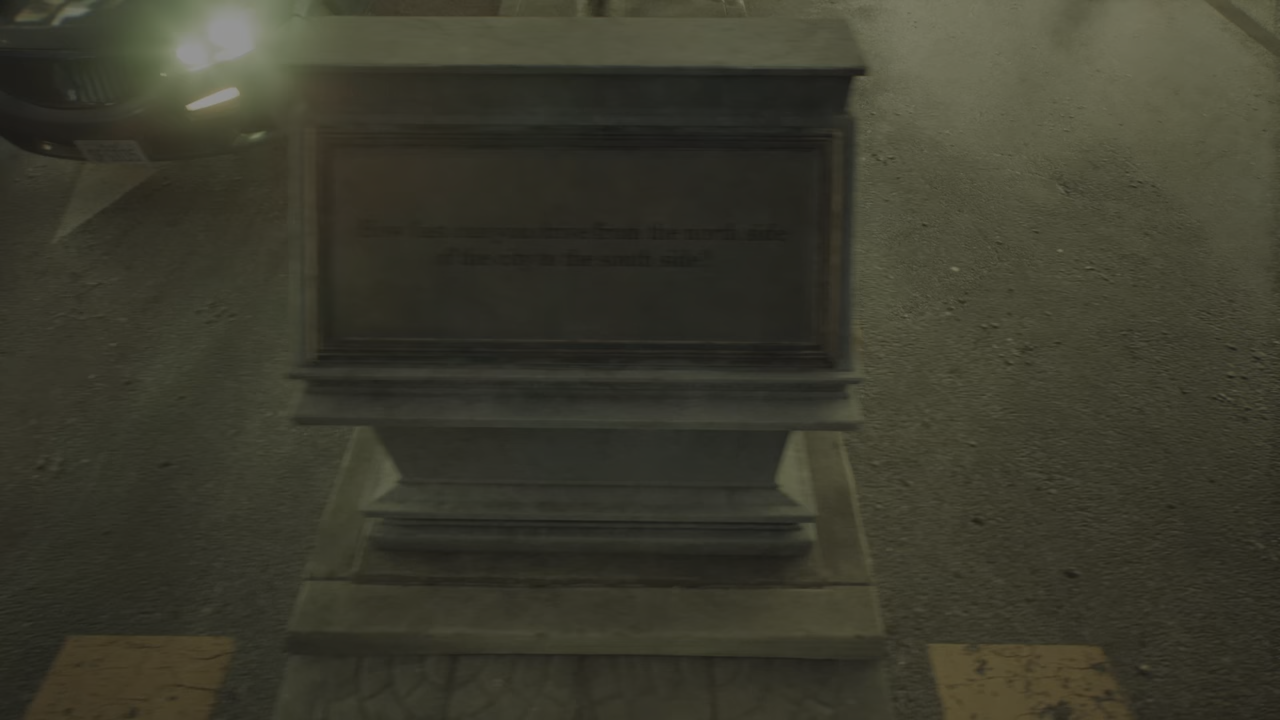 "How fast can you drive from the north side
of the city to the south side?"